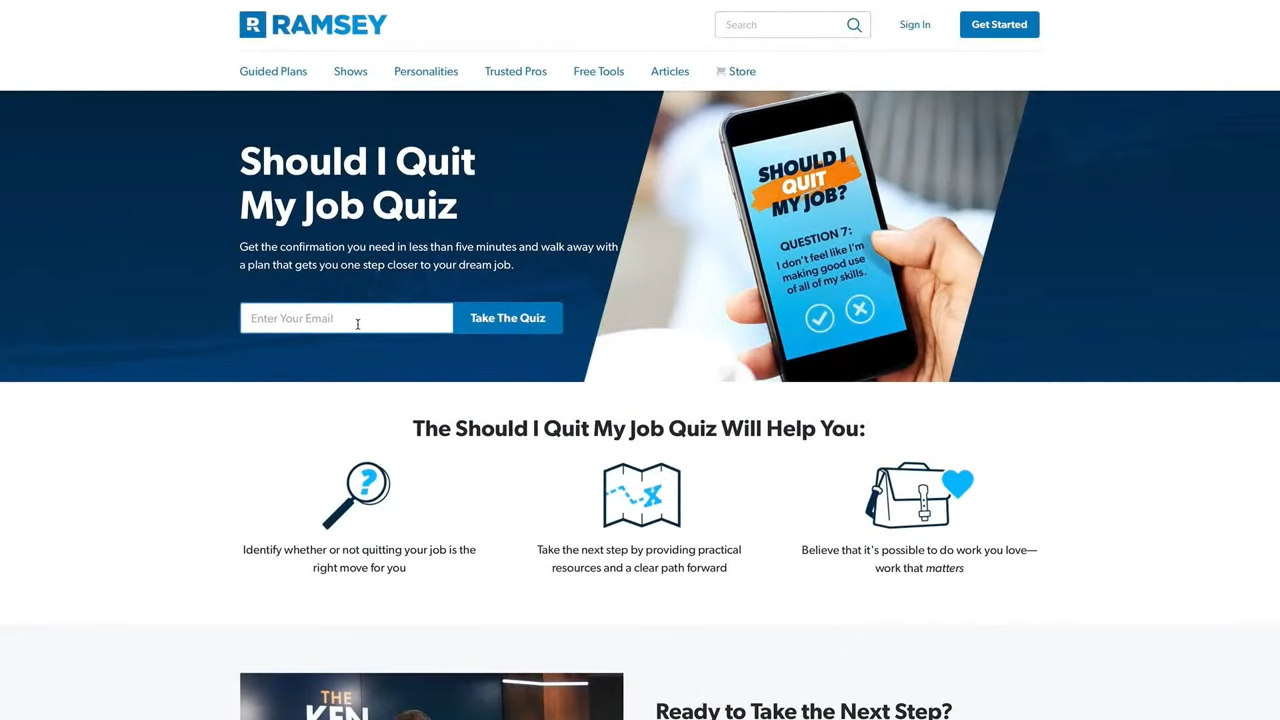 R RAMSEY
Search
Sign In
Get Started
Guided Plans
Shows
Personalities
Trusted Pros
Free Tools
Articles
Store
Should I Quit
My Job Quiz
Get the confirmation you need in less than five minutes and walk away with
a plan that gets you one step closer to your dream job.
Enter Your Email
Take The Quiz
SHOULD I
QUIT
MY JOB?
QUESTION 7:
I don't feel like I'm
making good use
of all of my skills.
The Should I Quit My Job Quiz Will Help You:
?
X
Identify whether or not quitting your job is the
right move for you
Take the next step by providing practical
resources and a clear path forward
Believe that it's possible to do work you love—
work that matters
THE
KEN
Ready to Take the Next Step?